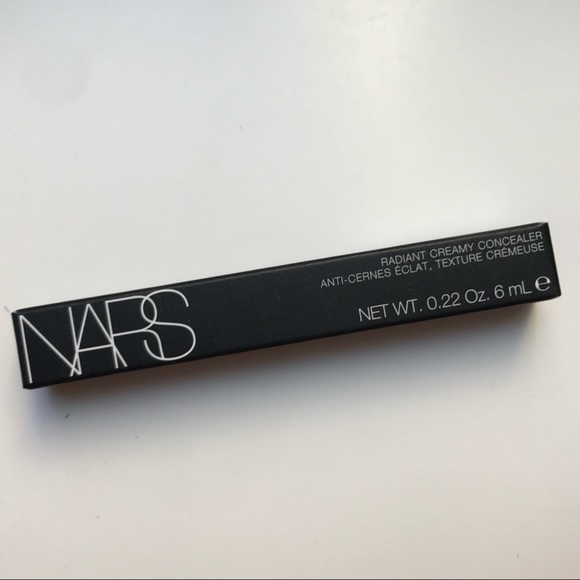 NARS
RADIANT CREAMY CONCEALER
ANTI-CERNES ÉCLAT, TEXTURE CRÉMEUSE
NET WT. 0.22 Oz. 6 mL ℮